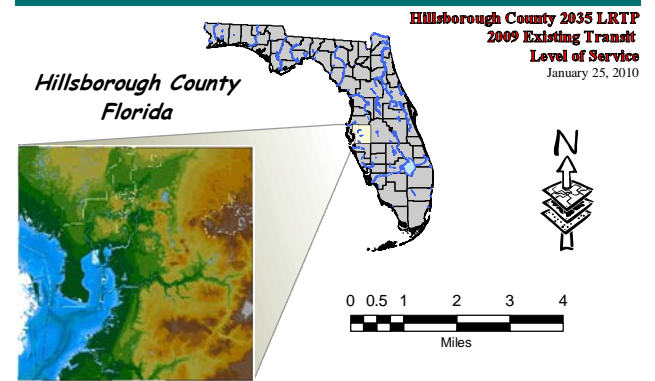 Hillsborough County 2035 LRTP
2009 Existing Transit
Level of Service
January 25, 2010
Hillsborough County
Florida
N
0 0.5 1 2 3 4
Miles